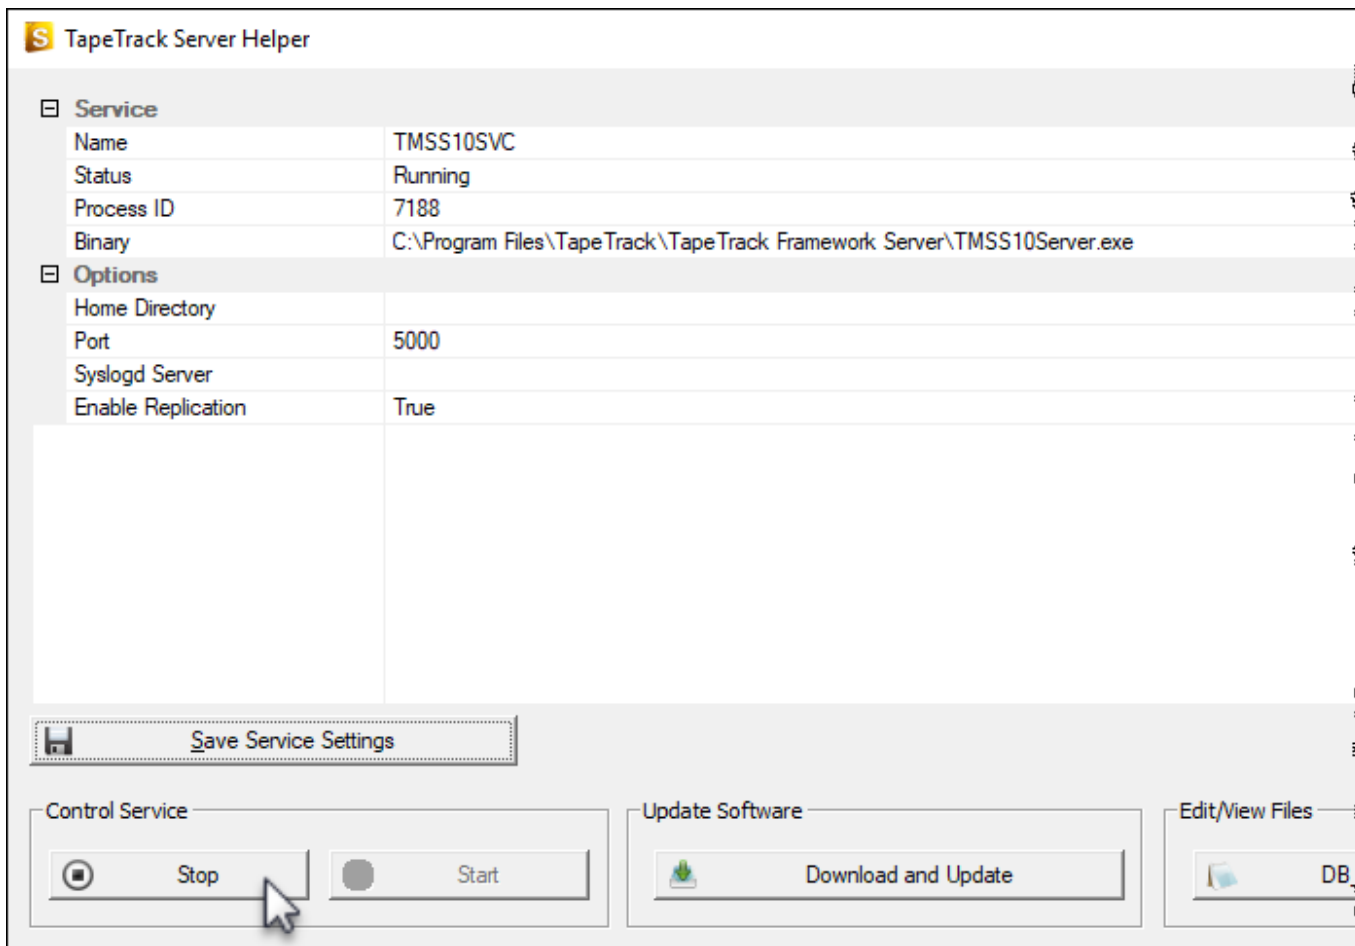 TapeTrack Server Helper
Service
Name TMSS10SVC
Status Running
Process ID 7188
Binary C:\Program Files\TapeTrack\TapeTrack Framework Server\TMSS10Server.exe
Options
Home Directory
Port 5000
Syslogd Server
Enable Replication True
Save Service Settings
Control Service Update Software Edit/View Files
Stop Start Download and Update DB_